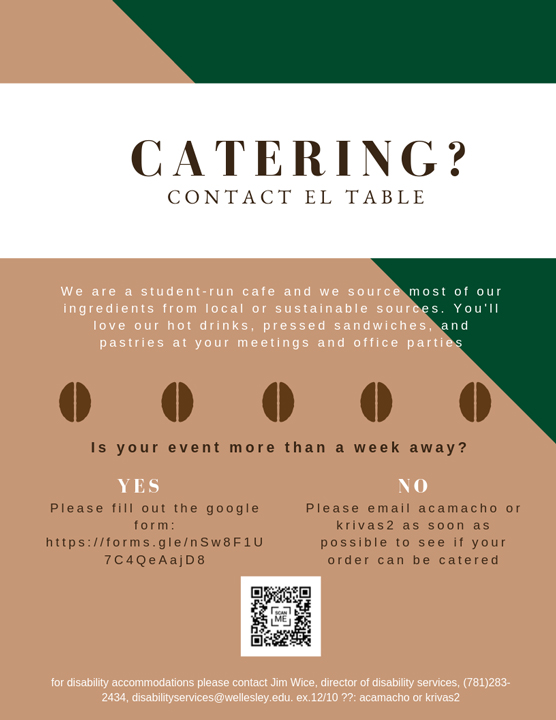 CATERING?
CONTACT EL TABLE
We are a student-run cafe and we source most of our
ingredients from local or sustainable sources. You'll
love our hot drinks, pressed sandwiches, and
pastries at your meetings and office parties
Is your event more than a week away?
YES
Please fill out the google
form:
https://forms.gle/nSw8F1U
7C4QeAajD8
NO
Please email acamacho or
krivas2 as soon as
possible to see if your
order can be catered
SCAN
ME
for disability accommodations please contact Jim Wice, director of disability services, (781)283-
2434, disabilityservices@wellesley.edu. ex.12/10 ??: acamacho or krivas2